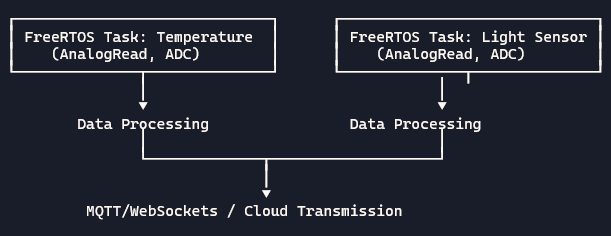 FreeRTOS Task: Temperature
(AnalogRead, ADC)
FreeRTOS Task: Light Sensor
(AnalogRead, ADC)
Data Processing
Data Processing
MQTT/WebSockets / Cloud Transmission